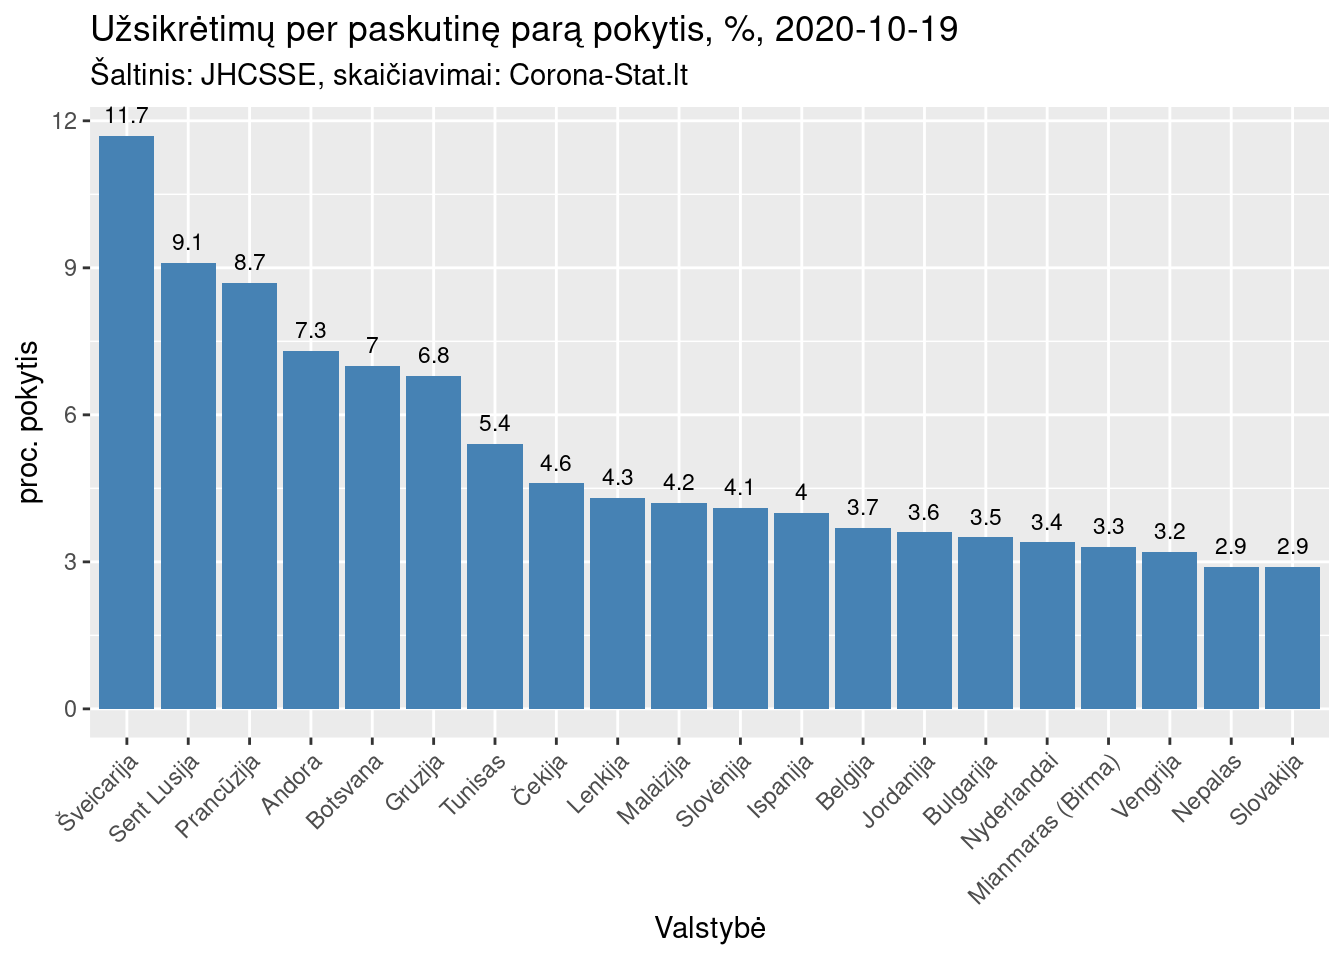 Užsikrėtimų per paskutinę parą pokytis, %, 2020-10-19
Šaltinis: JHCSSE, skaičiavimai: Corona-Stat.lt
proc. pokytis
12
9
6
3
0
11.7
9.1
8.7
7.3
7
6.8
5.4
4.6
4.3
4.2
4.1
4
3.7
3.6
3.5
3.4
3.3
3.2
2.9
2.9
Šveicarija
Sent Lusija
Prancūzija
Andora
Botsvana
Gruzija
Tunisas
Čekija
Lenkija
Malaizija
Slovėnija
Ispanija
Belgija
Jordanija
Bulgarija
Nyderlandai
Mianmaras (Birma)
Vengrija
Nepalas
Slovakija
Valstybė